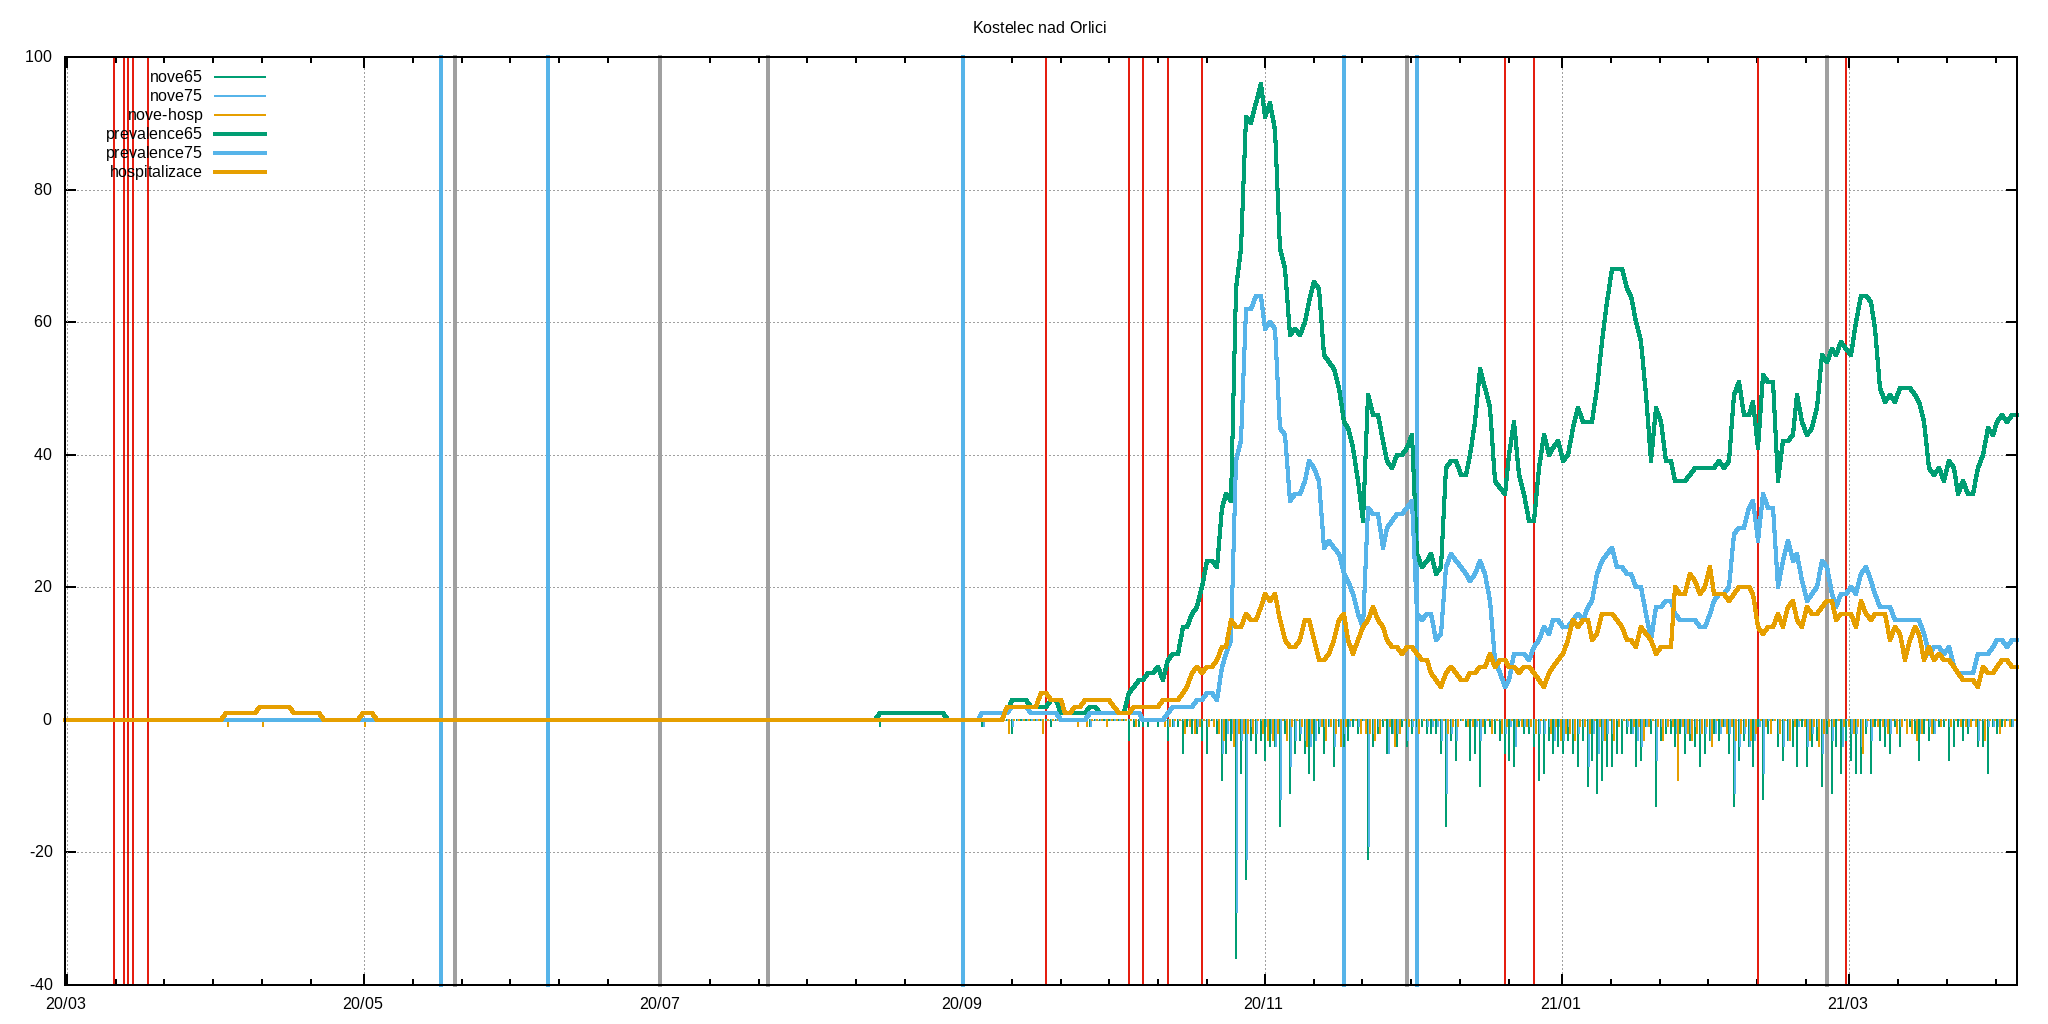 Kostelec nad Orlici
100
80
60
40
20
0
-20
-40
nove65
nove75
nove-hosp
prevalence65
prevalence75
hospitalizace
20/03 20/05 20/07 20/09 20/11 21/01 21/03